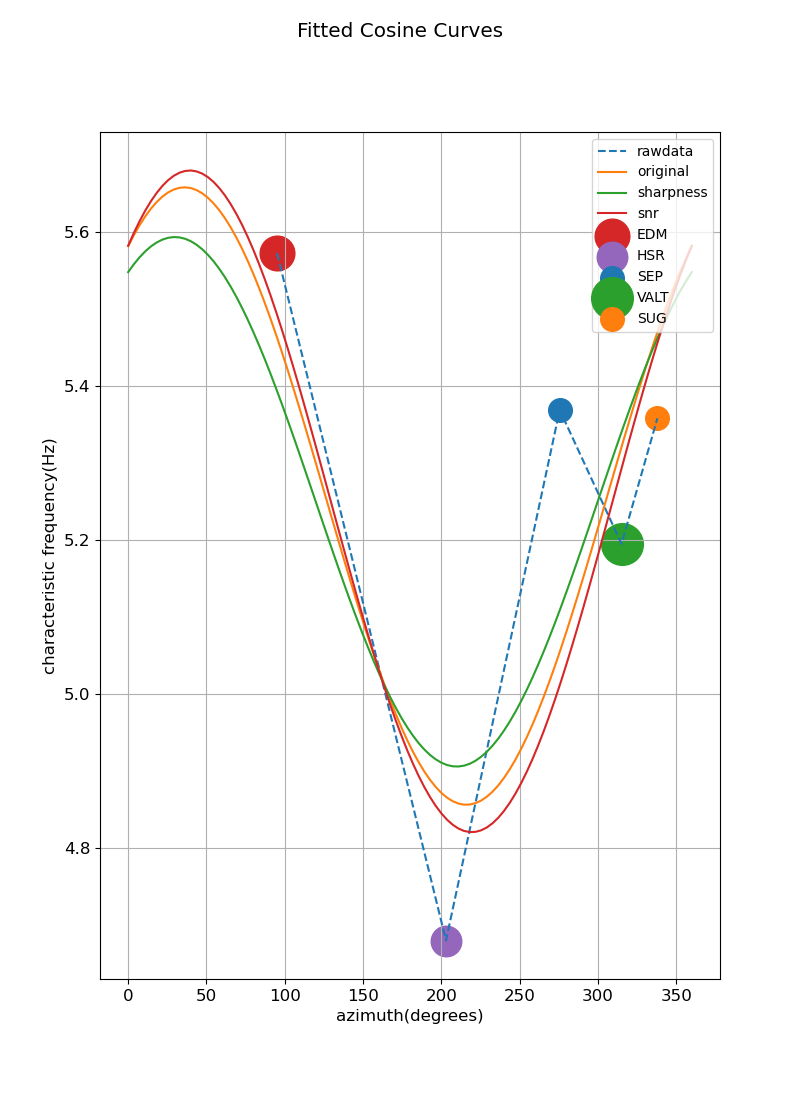 Fitted Cosine Curves
rawdata
original
sharpness
snr
EDM
HSR
SEP
VALT
SUG
5.6
5.4
5.2
5.0
4.8
characteristic frequency(Hz)
0 50 100 150 200 250 300 350
azimuth(degrees)